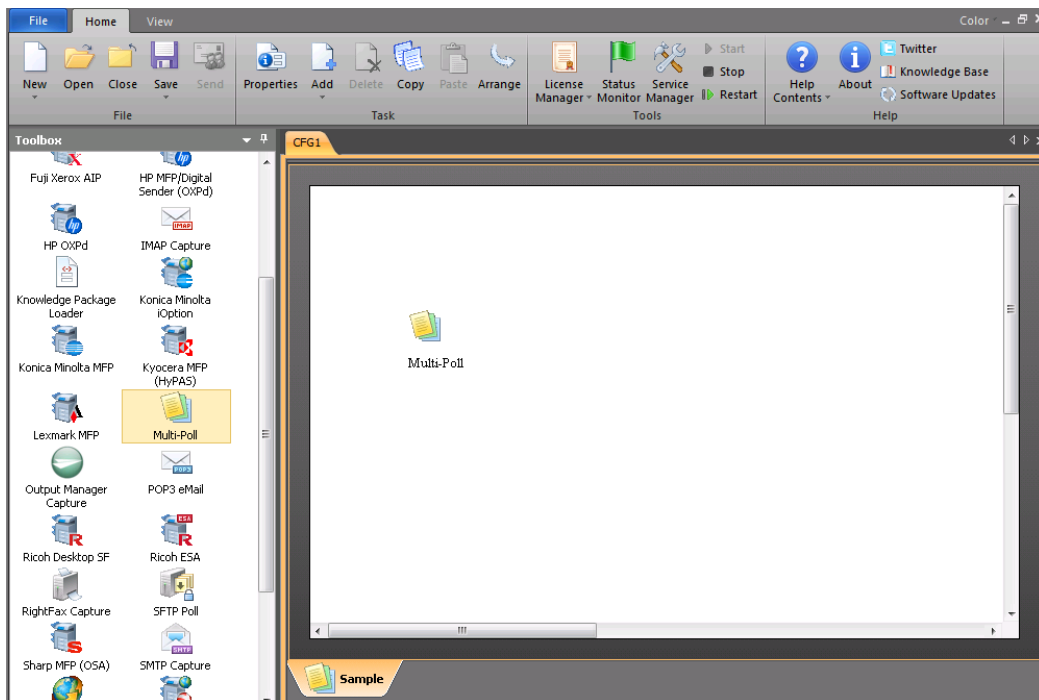 File
Home
View
Color
New
Open
Close
Save
Send
Properties
Add
Delete
Copy
Paste
Arrange
License
Manager
Status
Monitor
Service
Manager
Start
Stop
Restart
Help
Contents
About
Twitter
Knowledge Base
Software Updates
File
Task
Tools
Help
Toolbox
CFG1
Fuji Xerox AIP
HP MFP/Digital
Sender (OXPd)
HP OXPd
IMAP
IMAP Capture
Knowledge Package
Loader
Konica Minolta
iOption
Konica Minolta MFP
Kyocera MFP
(HyPAS)
Lexmark MFP
Multi-Poll
Output Manager
Capture
POP3
POP3 eMail
Ricoh Desktop SF
ESA
Ricoh ESA
RightFax Capture
SFTP Poll
Sharp MFP (OSA)
SMTP
SMTP Capture
Multi-Poll
Sample